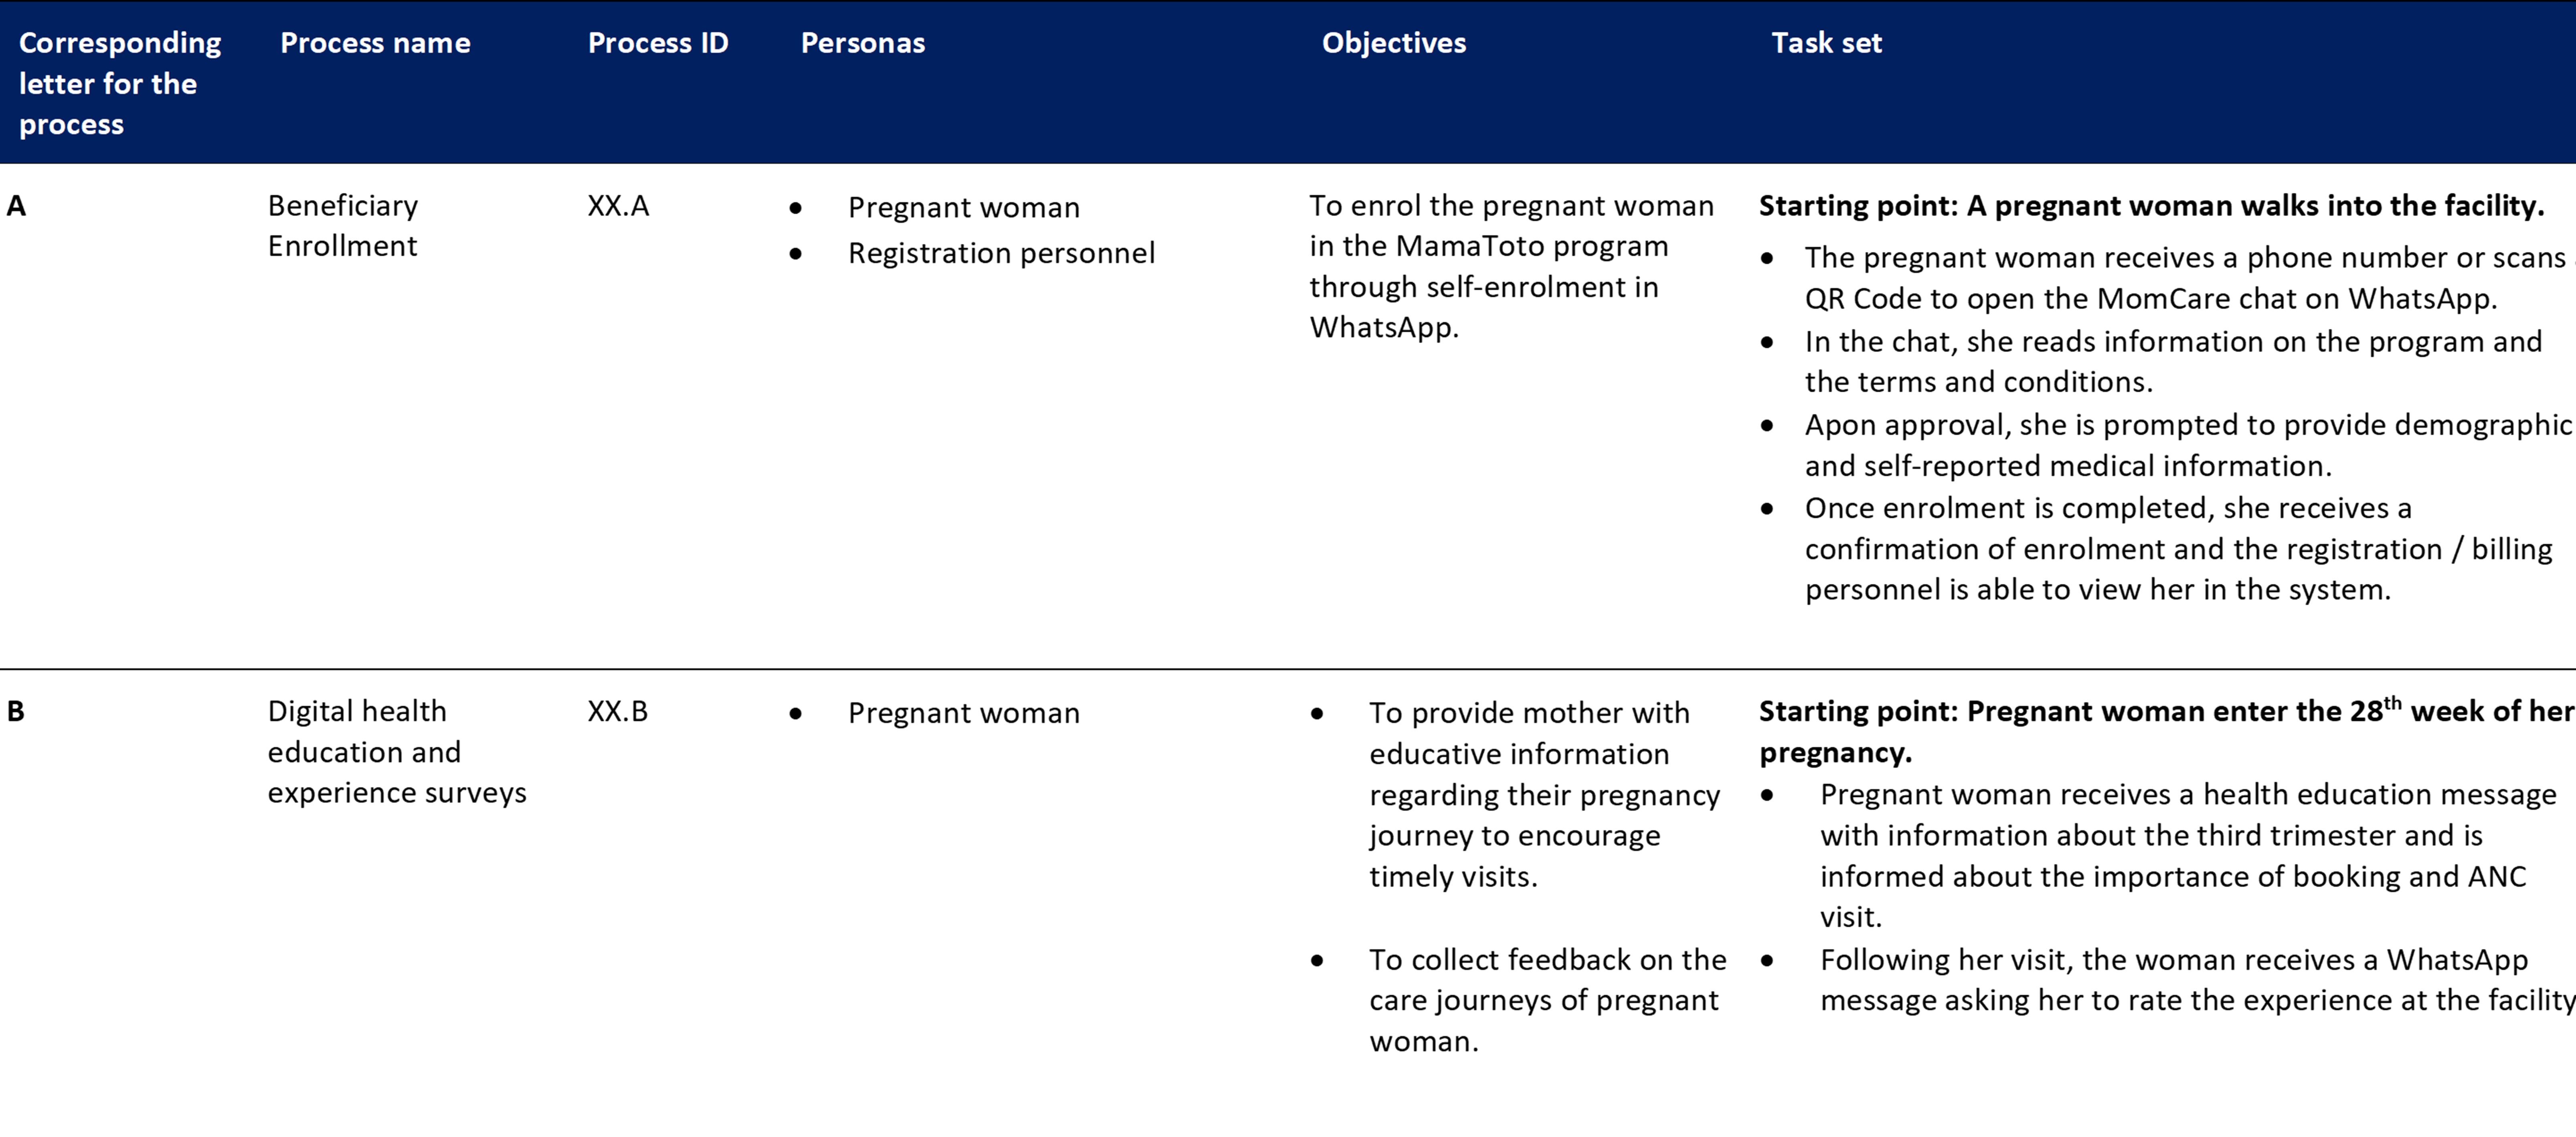 Corresponding
letter for the
process
Process name
Process ID
Personas
Objectives
Task set
A
Beneficiary
Enrollment
XX.A
• Pregnant woman
• Registration personnel
To enrol the pregnant woman
in the MamaToto program
through self-enrolment in
WhatsApp.
Starting point: A pregnant woman walks into the facility.
• The pregnant woman receives a phone number or scans
QR Code to open the MomCare chat on WhatsApp.
• In the chat, she reads information on the program and
the terms and conditions.
• Apon approval, she is prompted to provide demographic
and self-reported medical information.
• Once enrolment is completed, she receives a
confirmation of enrolment and the registration / billing
personnel is able to view her in the system.
B
Digital health
education and
experience surveys
XX.B
• Pregnant woman
• To provide mother with
educative information
regarding their pregnancy
journey to encourage
timely visits.
• To collect feedback on the
care journeys of pregnant
woman.
Starting point: Pregnant woman enter the 28th week of her
pregnancy.
• Pregnant woman receives a health education message
with information about the third trimester and is
informed about the importance of booking and ANC
visit.
• Following her visit, the woman receives a WhatsApp
message asking her to rate the experience at the facility